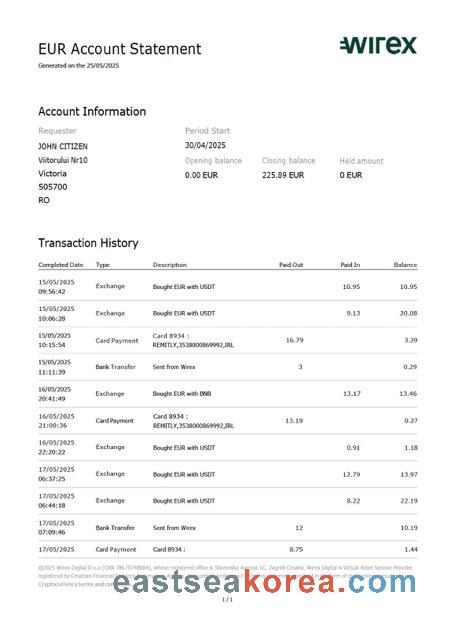 EUR Account Statement
wirex
Generated on the 25/05/2025
Account Information
Requester Period Start
JOHN CITIZEN 30/04/2025
Viitorului Nr10 Opening balance Closing balance Held amount
Victoria 0.00 EUR 225.89 EUR 0 EUR
505700
RO
Transaction History
Completed Date Type Description Paid Out Paid In Balance
15/05/2025
09:56:42 Exchange Bought EUR with USDT 10.95 10.95
15/05/2025
10:06:28 Exchange Bought EUR with USDT 9.13 20.08
15/05/2025 Card 8934 :
10:15:54 Card Payment REMITLY,3538000869992,IRL 16.79 3.29
15/05/2025
11:11:39 Bank Transfer Sent from Wirex 3 0.29
16/05/2025
20:41:49 Exchange Bought EUR with BNB 13.17 13.46
16/05/2025 Card 8934 :
21:00:36 Card Payment REMITLY,3538000869992,IRL 13.19 0.27
16/05/2025
22:20:22 Exchange Bought EUR with USDT 0.91 1.18
17/05/2025
06:37:25 Exchange Bought EUR with USDT 12.79 13.97
17/05/2025
06:44:18 Exchange Bought EUR with USDT 8.22 22.19
17/05/2025
07:09:46 Bank Transfer Sent from Wirex 12 10.19
17/05/2025 Card Payment Card 8934 : 8.75 1.44
©2025 Wirex Digital D.o.o (CRN 78679748084), whose registered office is Slavonska Avenija 1C, Zagreb Croatia. Wirex Digital is Virtual Asset Service Provider
registered by Croatian Financial
Cryptocurrency terms and
eastseakorea.com
1 / 1